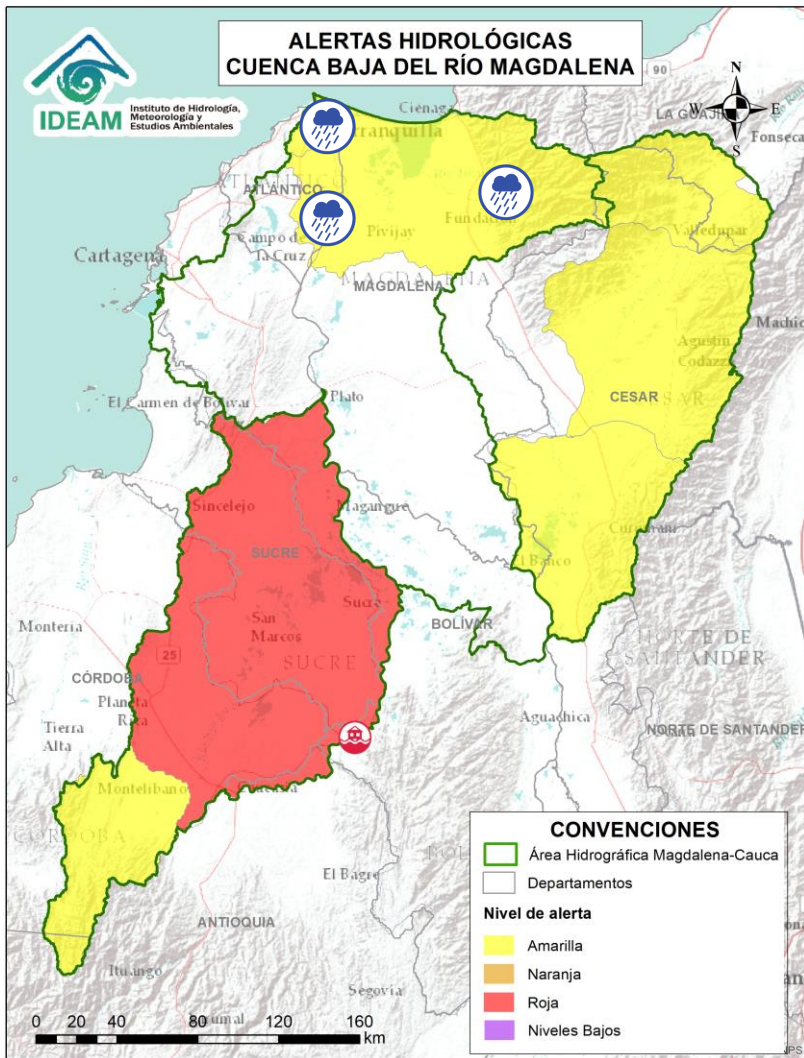 ALERTAS HIDROLÓGICAS
CUENCA BAJA DEL RÍO MAGDALENA
IDEAM
Instituto de Hidrología,
Meteorología y
Estudios Ambientales
90
N
W
E
S
Ciénaga
LA GUAJIRA
Fonseca
rranquilla
ATLÁNTICO
Pivijay
Fundación
Valledupar
Cartagena
Campo de
la Cruz
MAGDALENA
MAGDALENA
Agustín
Codazzi
CESAR
El Carmen de Bolívar
Plato
Sincelejo
Magangué
SUCRE
El Banco
Sucre
San
Marcos
BOLÍVAR
Montería
SUCRE
NORTE DE
SANTANDER
25
CÓRDOBA
Planeta
Rica
Tierra
Alta
Aguachica
NORTE DE SANTANDER
Montelíbano
CÓRDOBA
El Bagre
ANTIOQUIA
Ituango
Segovia
0 20 40 80 120 160
km
CONVENCIONES
Área Hidrográfica Magdalena-Cauca
Departamentos
Nivel de alerta
Amarilla
Naranja
Roja
Niveles Bajos